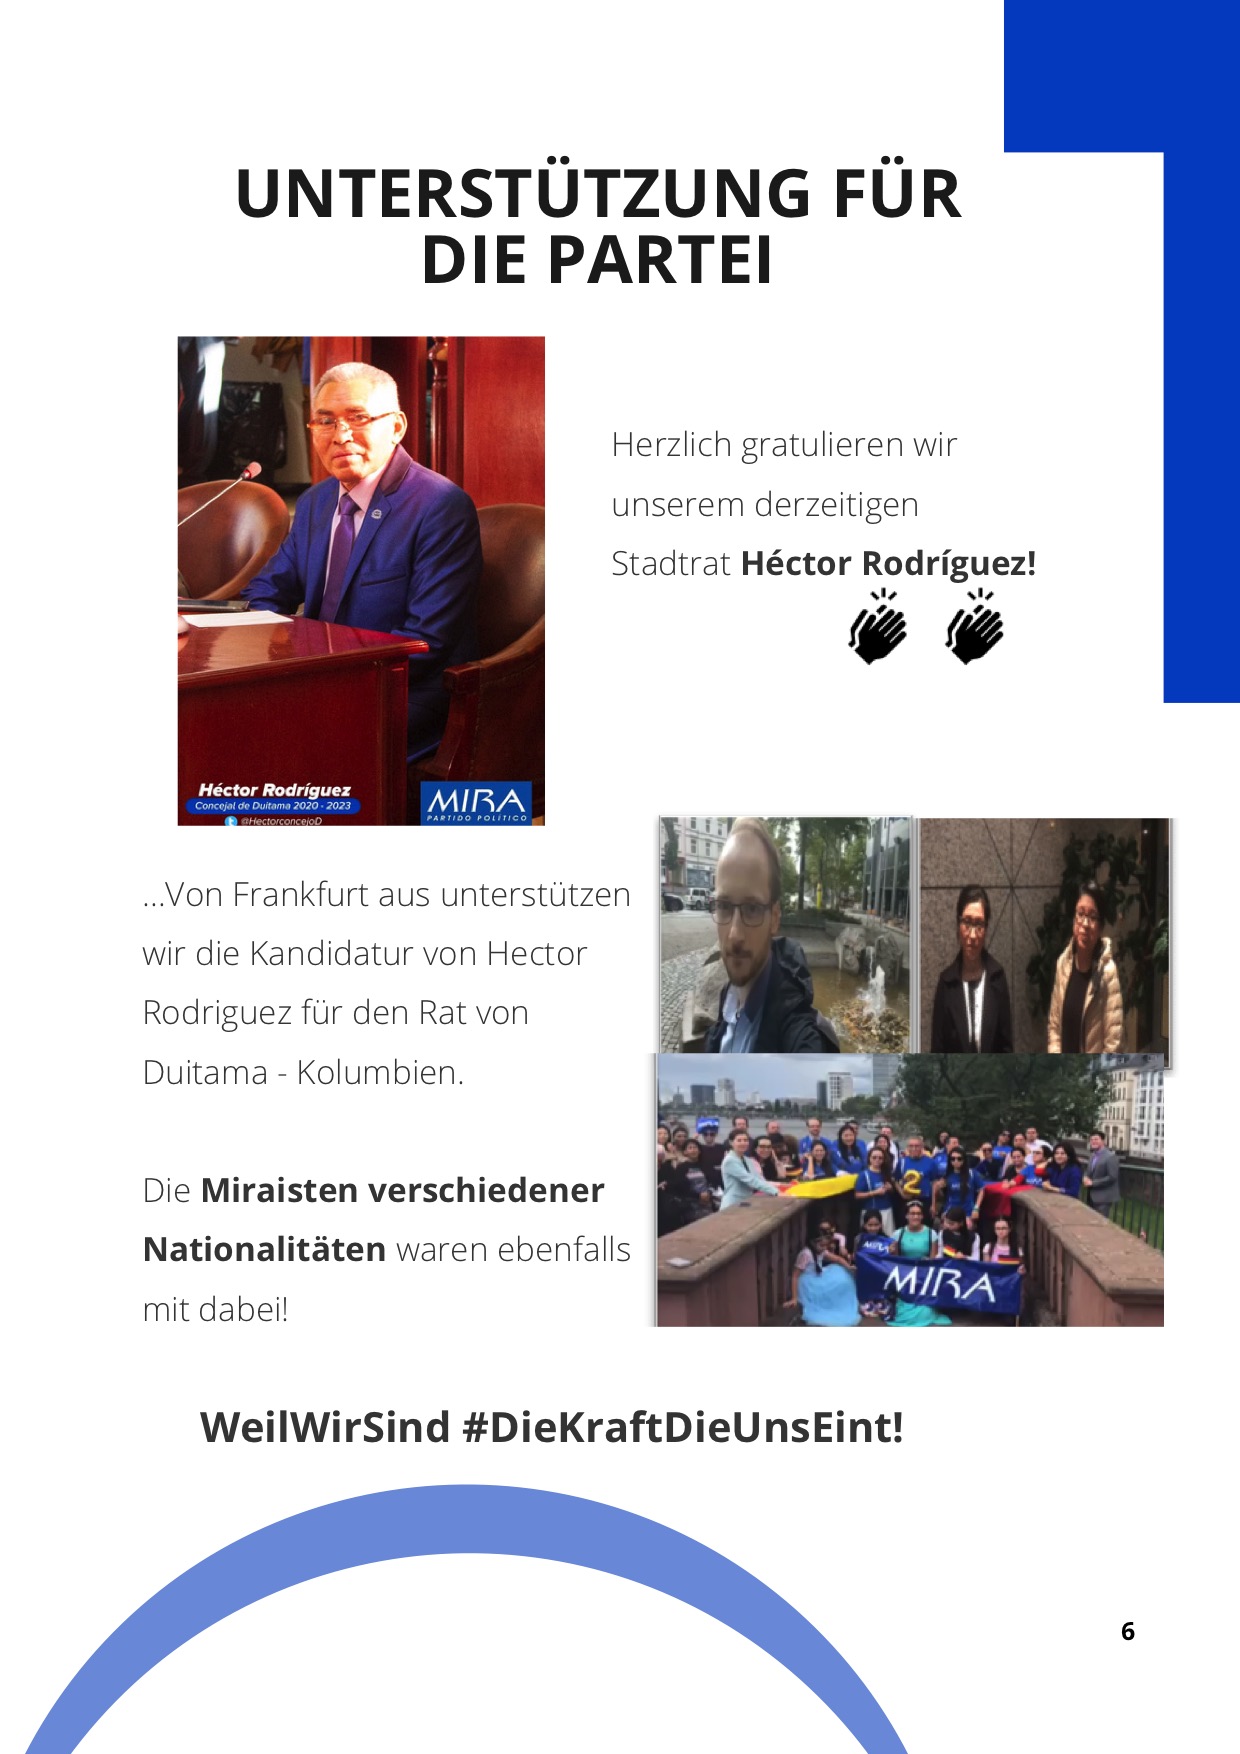 UNTERSTÜTZUNG FÜR
DIE PARTEI
Herzlich gratulieren wir
unserem derzeitigen
Stadtrat Héctor Rodríguez!
Héctor Rodríguez
Concejal de Duitama 2020 - 2023
@HectorconcejoD
MIRA
PARTIDO POLÍTICO
...Von Frankfurt aus unterstützen
wir die Kandidatur von Hector
Rodriguez für den Rat von
Duitama - Kolumbien.
Die Miraisten verschiedener
Nationalitäten waren ebenfalls
mit dabei!
2
MIRA
MIRA
WeilWirSind #DieKraftDieUnsEint!
6